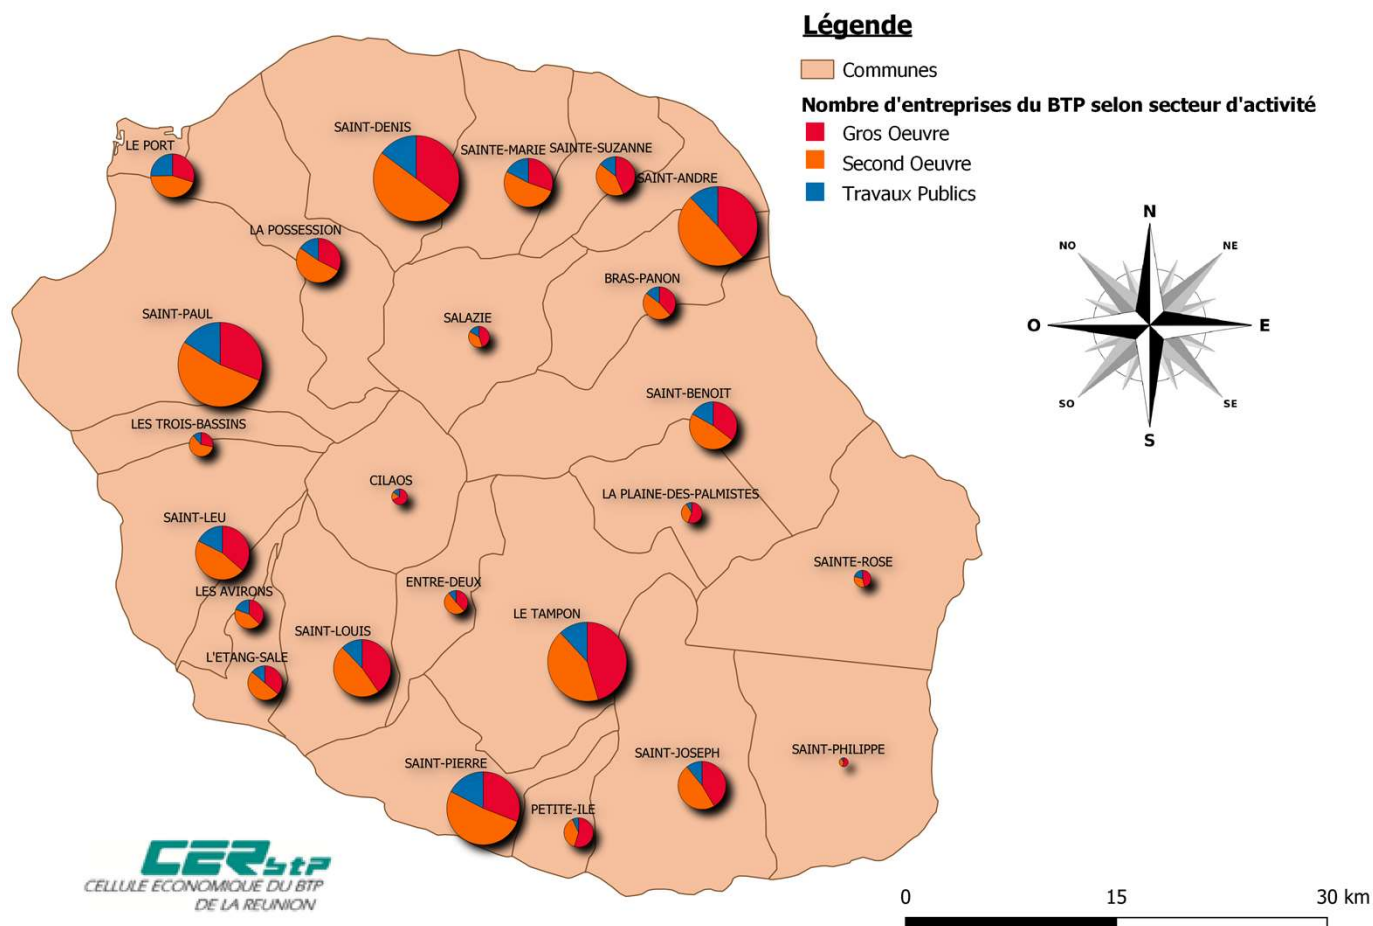 Légende
Communes
Nombre d'entreprises du BTP selon secteur d'activité
Gros Oeuvre
Second Oeuvre
Travaux Publics
SAINT-DENIS
LE PORT
SAINTE-MARIE
SAINTE-SUZANNE
SAINT-ANDRE
LA POSSESSION
BRAS-PANON
SAINT-PAUL
SALAZIE
SAINT-BENOIT
LES TROIS-BASSINS
CILAOS
LA PLAINE-DES-PALMISTES
SAINT-LEU
SAINTE-ROSE
ENTRE-DEUX
LES AVIRONS
LE TAMPON
SAINT-LOUIS
L'ETANG-SALE
SAINT-PHILIPPE
SAINT-JOSEPH
SAINT-PIERRE
PETITE-ILE
N
NO
NE
O
E
SO
SE
S
CERbtp
CELLULE ECONOMIQUE DU BTP
DE LA REUNION
0
15
30 km